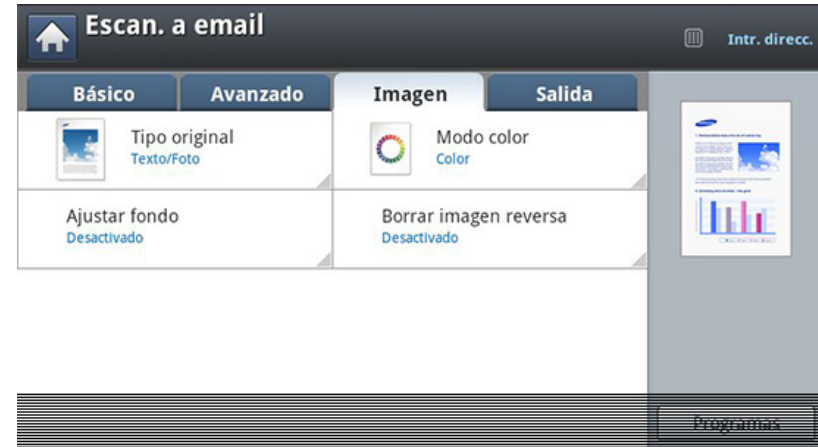 Escan. a email
Intr. direcc.
Básico
Avanzado
Imagen
Salida
Tipo original
Texto/Foto
Modo color
Color
Ajustar fondo
Desactivado
Borrar imagen reversa
Desactivado
Programas